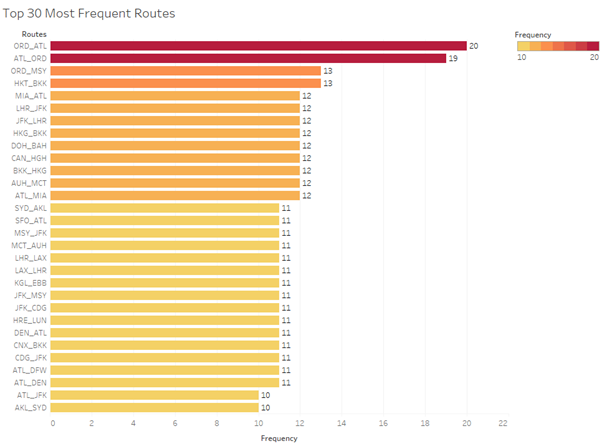 Top 30 Most Frequent Routes
Routes
Frequency
10 20
ORD_ATL 20
ATL_ORD 19
ORD_MSY 13
HKT_BKK 13
MIA_ATL 12
LHR_JFK 12
JFK_LHR 12
HKG_BKK 12
DOH_BAH 12
CAN_HGH 12
BKK_HKG 12
AUH_MCT 12
ATL_MIA 12
SYD_AKL 11
SFO_ATL 11
MSY_JFK 11
MCT_AUH 11
LHR_LAX 11
LAX_LHR 11
KGL_EBB 11
JFK_MSY 11
JFK_CDG 11
HRE_LUN 11
DEN_ATL 11
CNX_BKK 11
CDG_JFK 11
ATL_DFW 11
ATL_DEN 11
ATL_JFK 10
AKL_SYD 10
0 2 4 6 8 10 12 14 16 18 20 22
Frequency